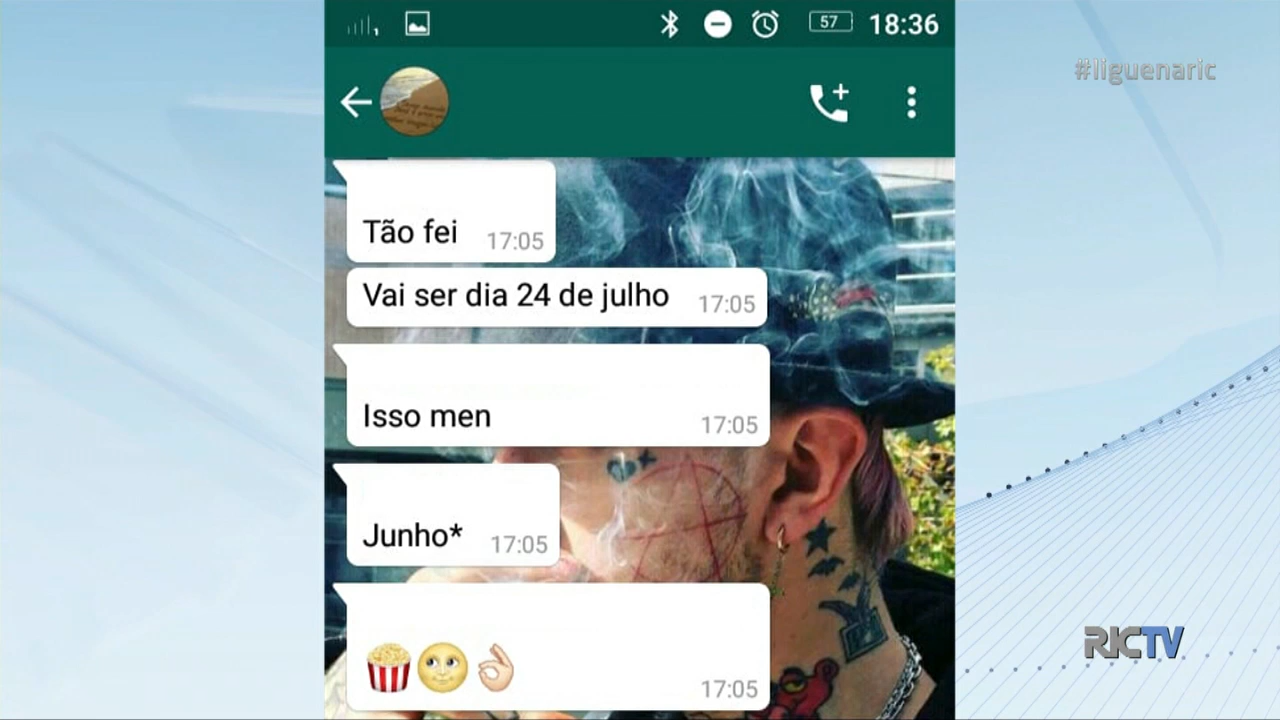 57 18:36
#liguenaric
Tão fei 17:05
Vai ser dia 24 de julho 17:05
Isso men 17:05
Junho* 17:05
🍿🌝👌🏻 17:05
RICTV